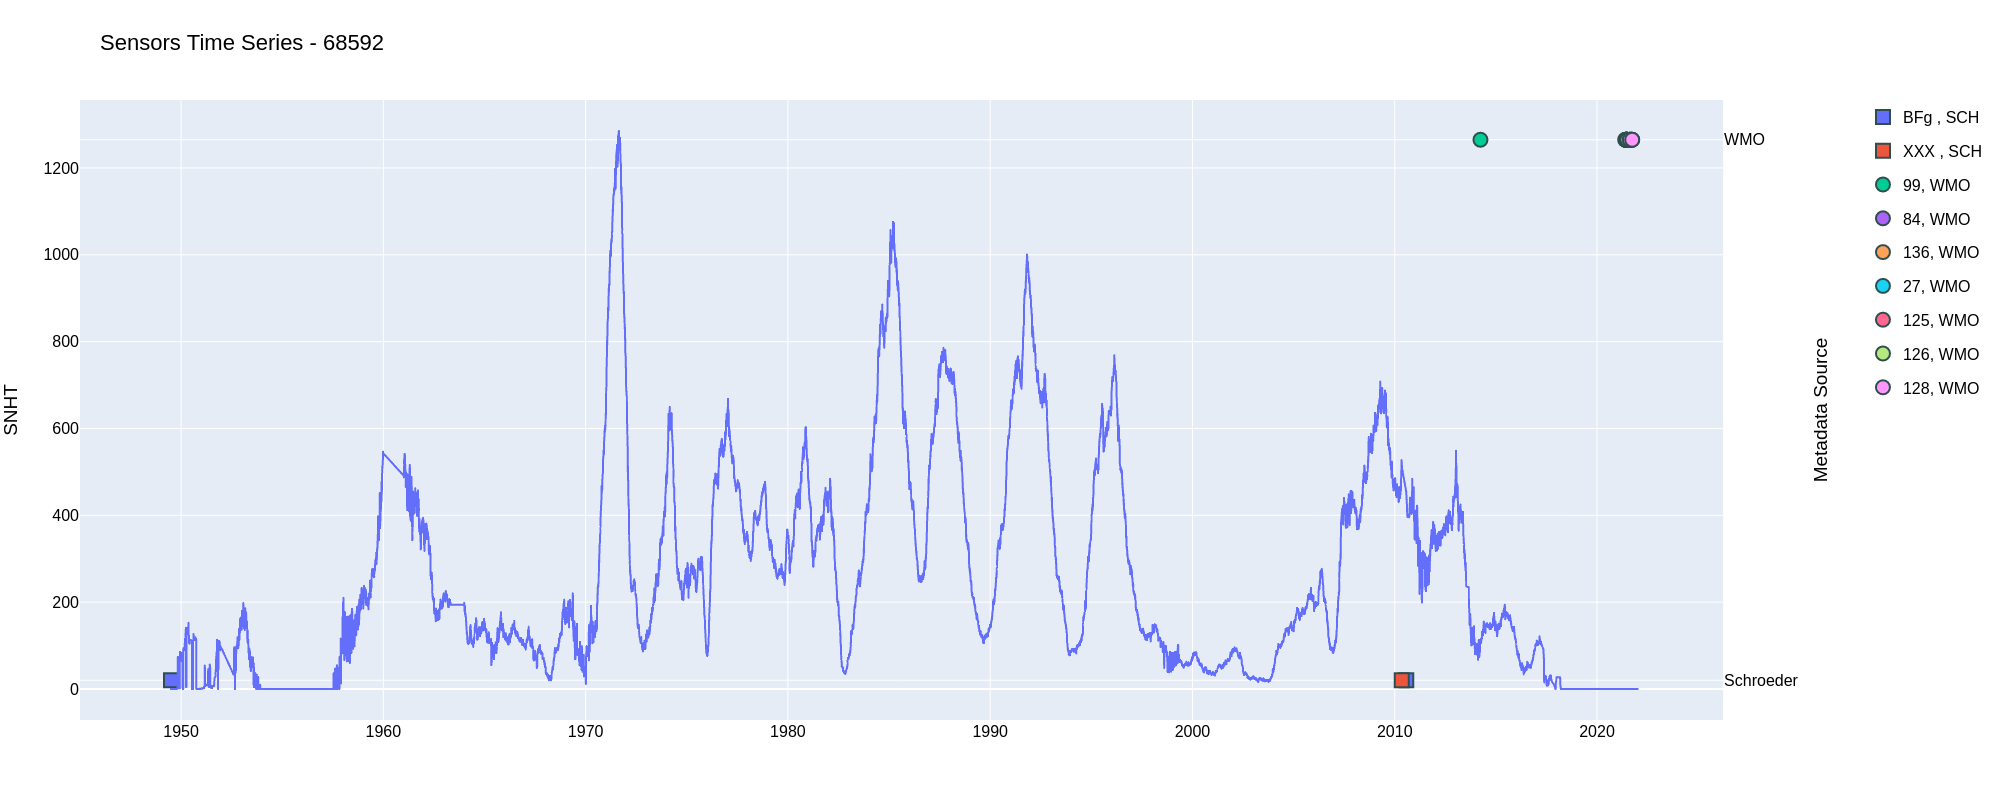 Sensors Time Series - 68592
SNHT
1200
1000
800
600
400
200
0
1950
1960
1970
1980
1990
2000
2010
2020
WMO
Schroeder
Metadata Source
BFg , SCH
XXX , SCH
99, WMO
84, WMO
136, WMO
27, WMO
125, WMO
126, WMO
128, WMO